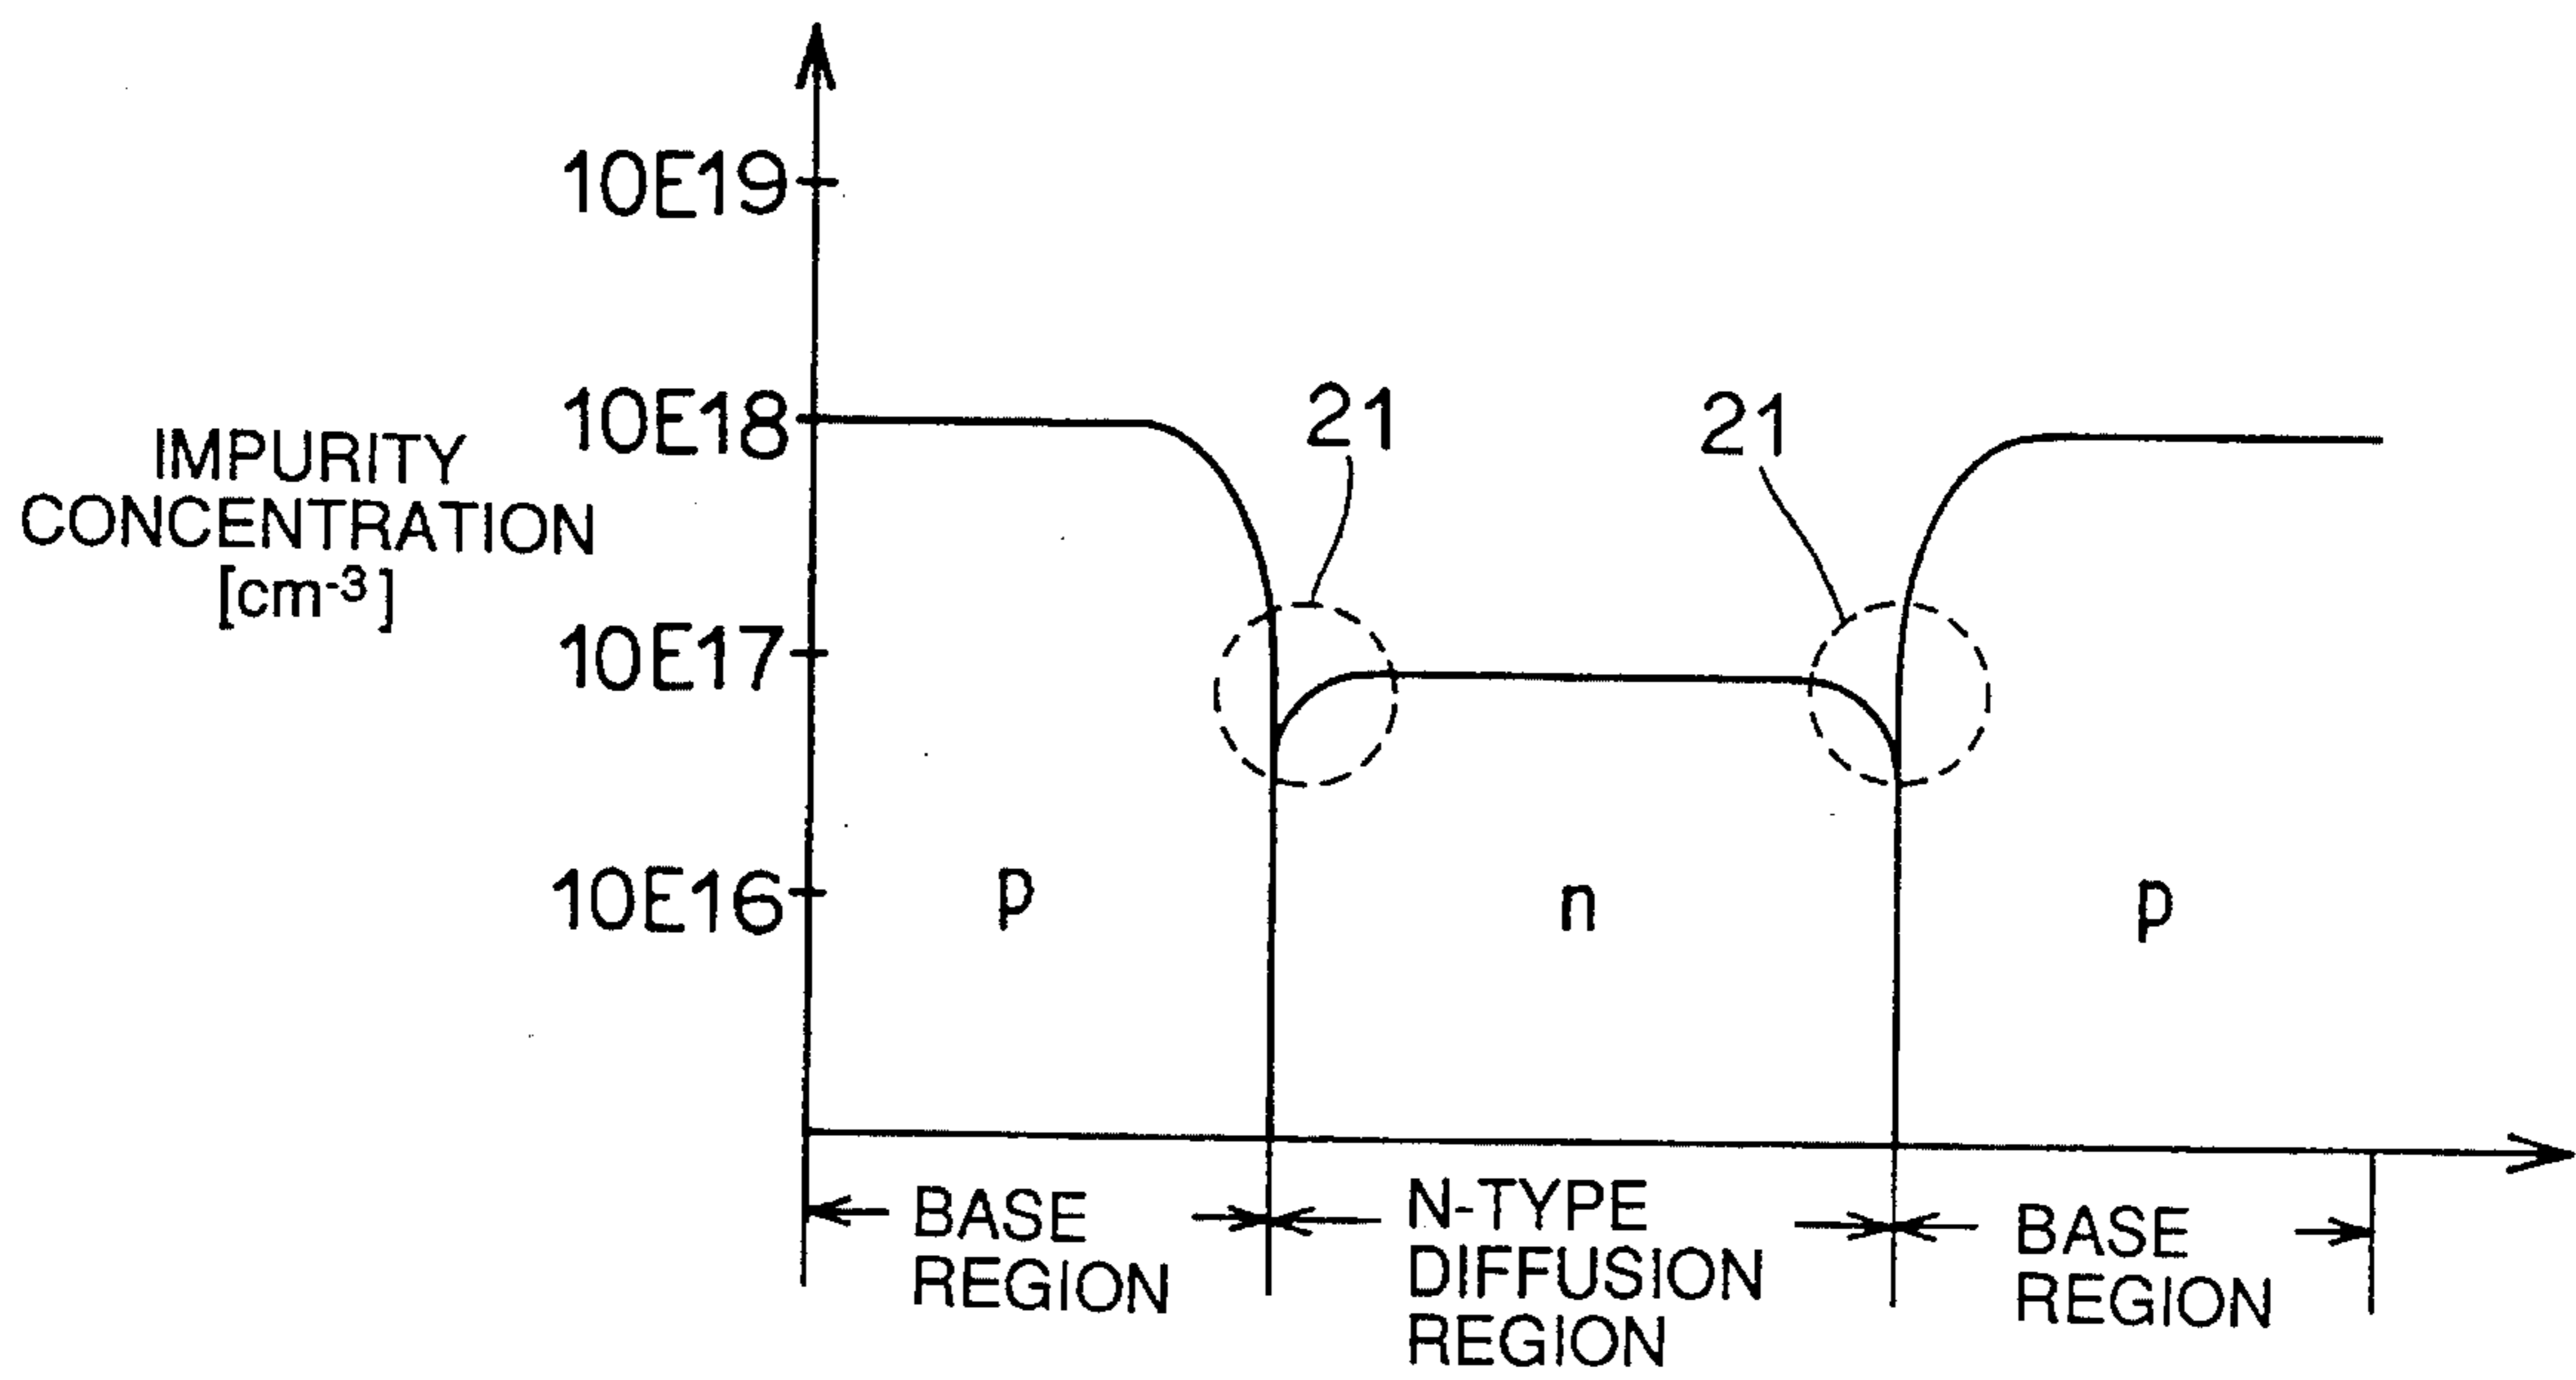 10E19
10E18
10E17
10E16
IMPURITY
CONCENTRATION
[cm-3]
21
21
p
n
p
BASE
REGION
N-TYPE
DIFFUSION
REGION
BASE
REGION